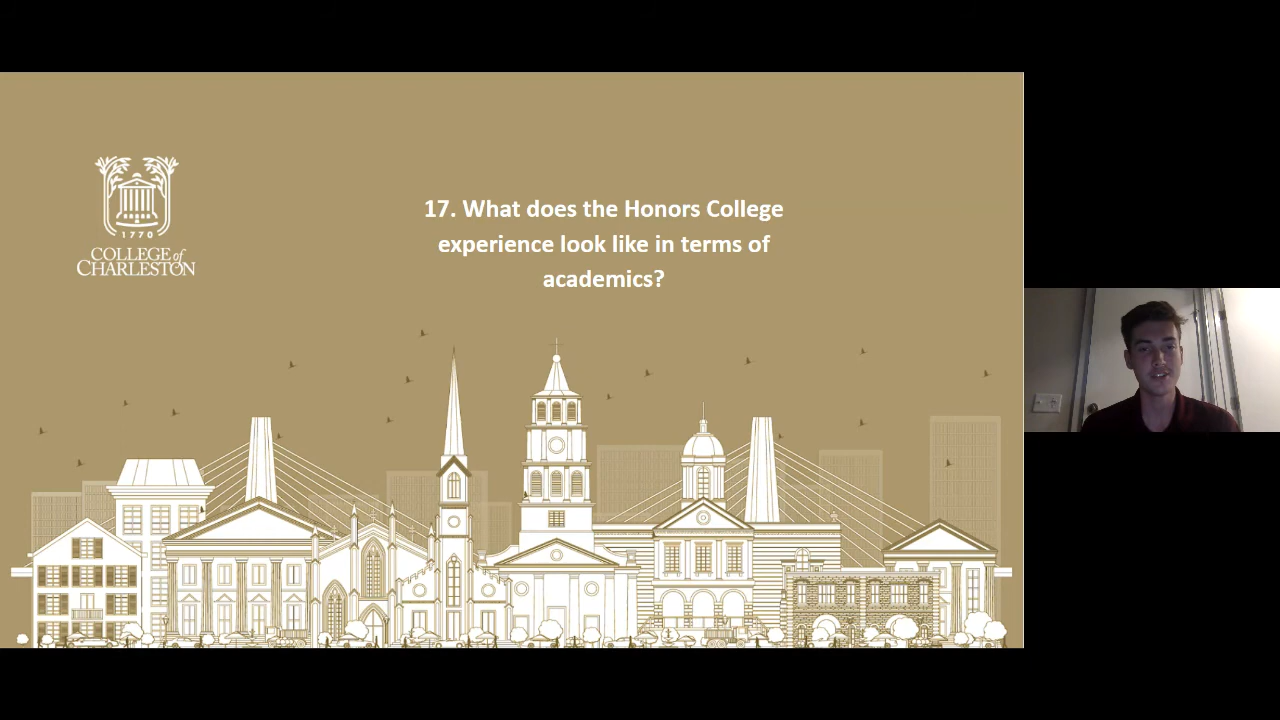 1770
COLLEGE of
CHARLESTON
17. What does the Honors College
experience look like in terms of
academics?